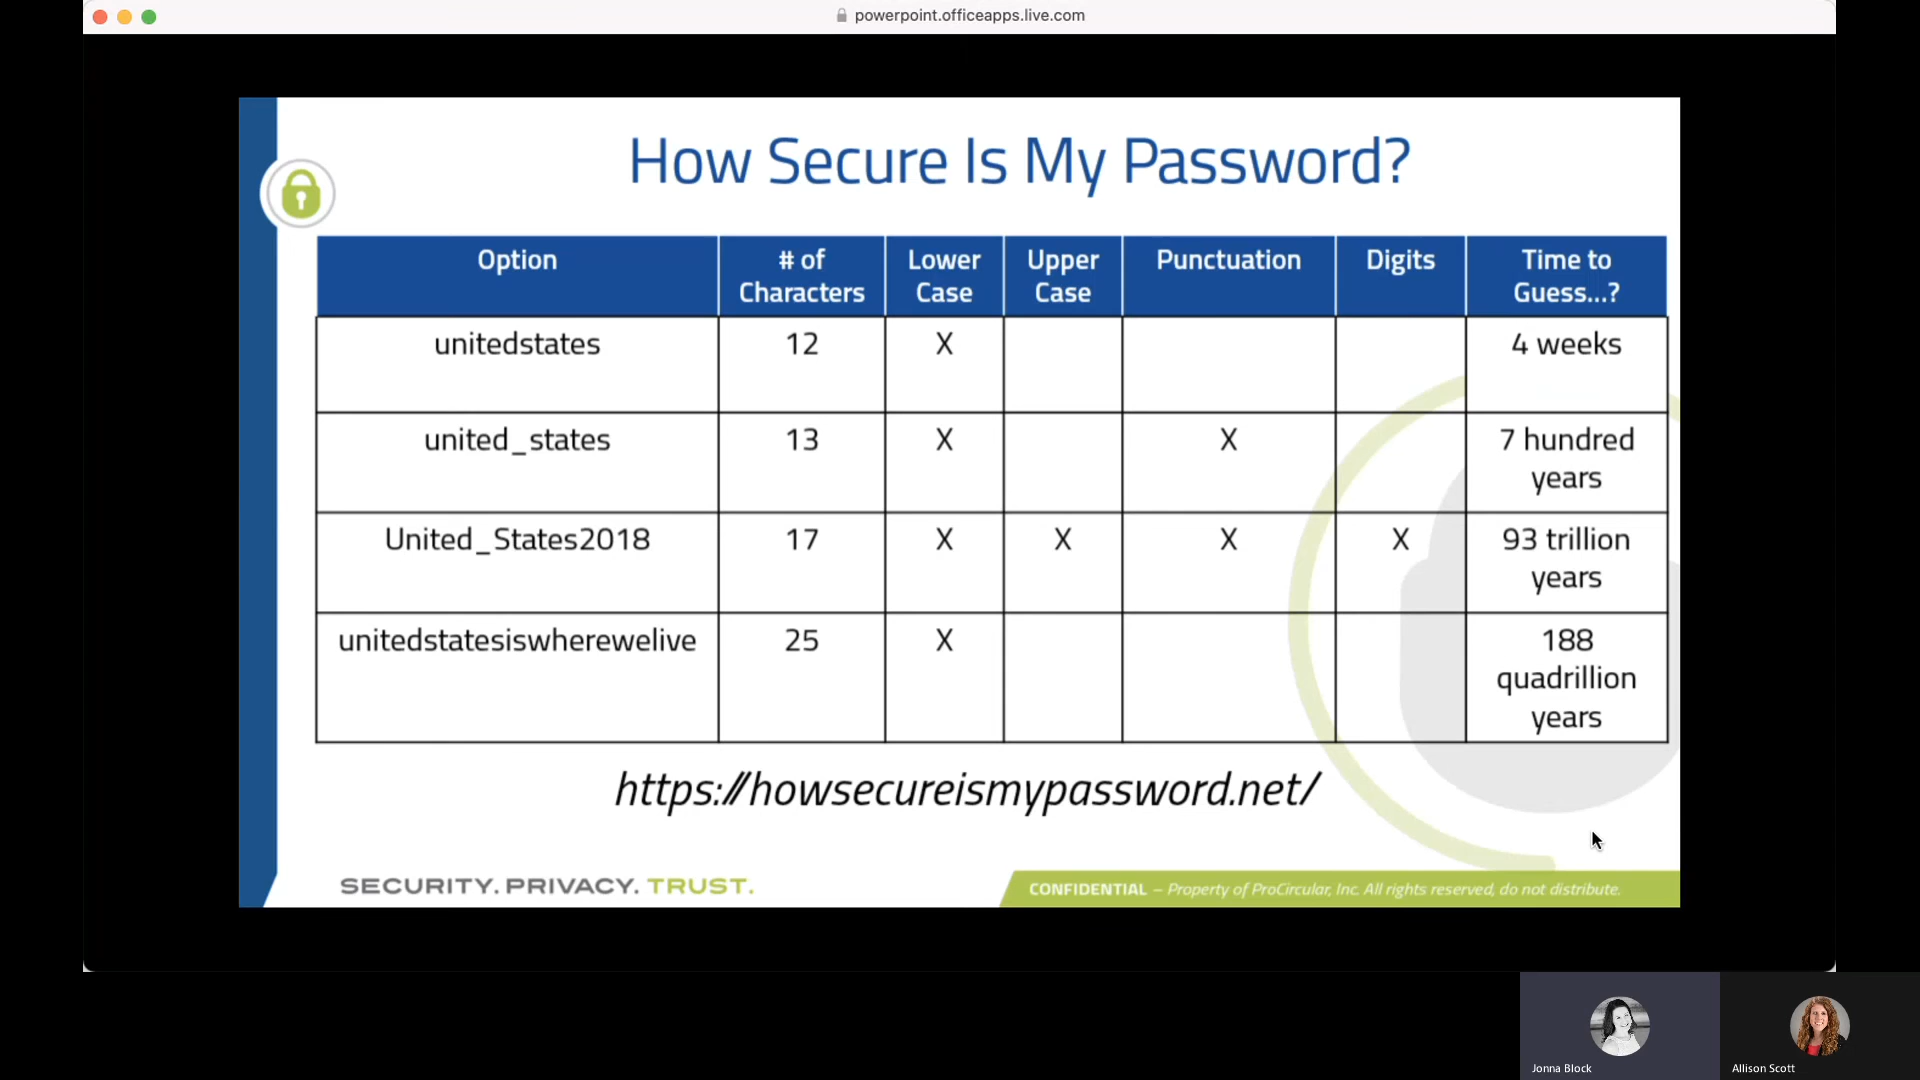 powerpoint.officeapps.live.com
How Secure Is My Password?
Option # of Characters Lower Case Upper Case Punctuation Digits Time to Guess...?
unitedstates 12 X 4 weeks
united_states 13 X X 7 hundred years
United_States2018 17 X X X X 93 trillion years
unitedstatesiswherewelive 25 X 188 quadrillion years
https://howsecureismypassword.net/
SECURITY. PRIVACY. TRUST.
CONFIDENTIAL – Property of ProCircular, Inc. All rights reserved, do not distribute.
Jonna Block
Allison Scott